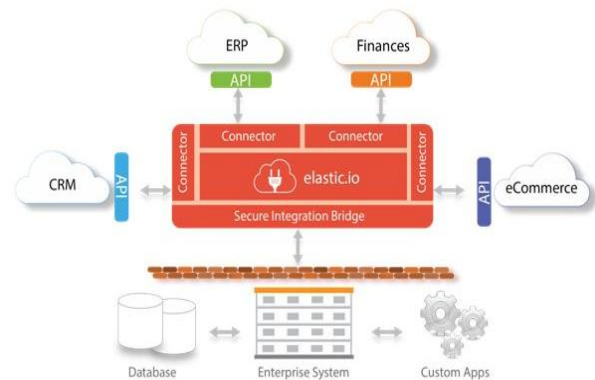 ERP
Finances
API
API
Connector
Connector
Connector
Connector
elastic.io
CRM
API
API
eCommerce
Secure Integration Bridge
Database
Enterprise System
Custom Apps